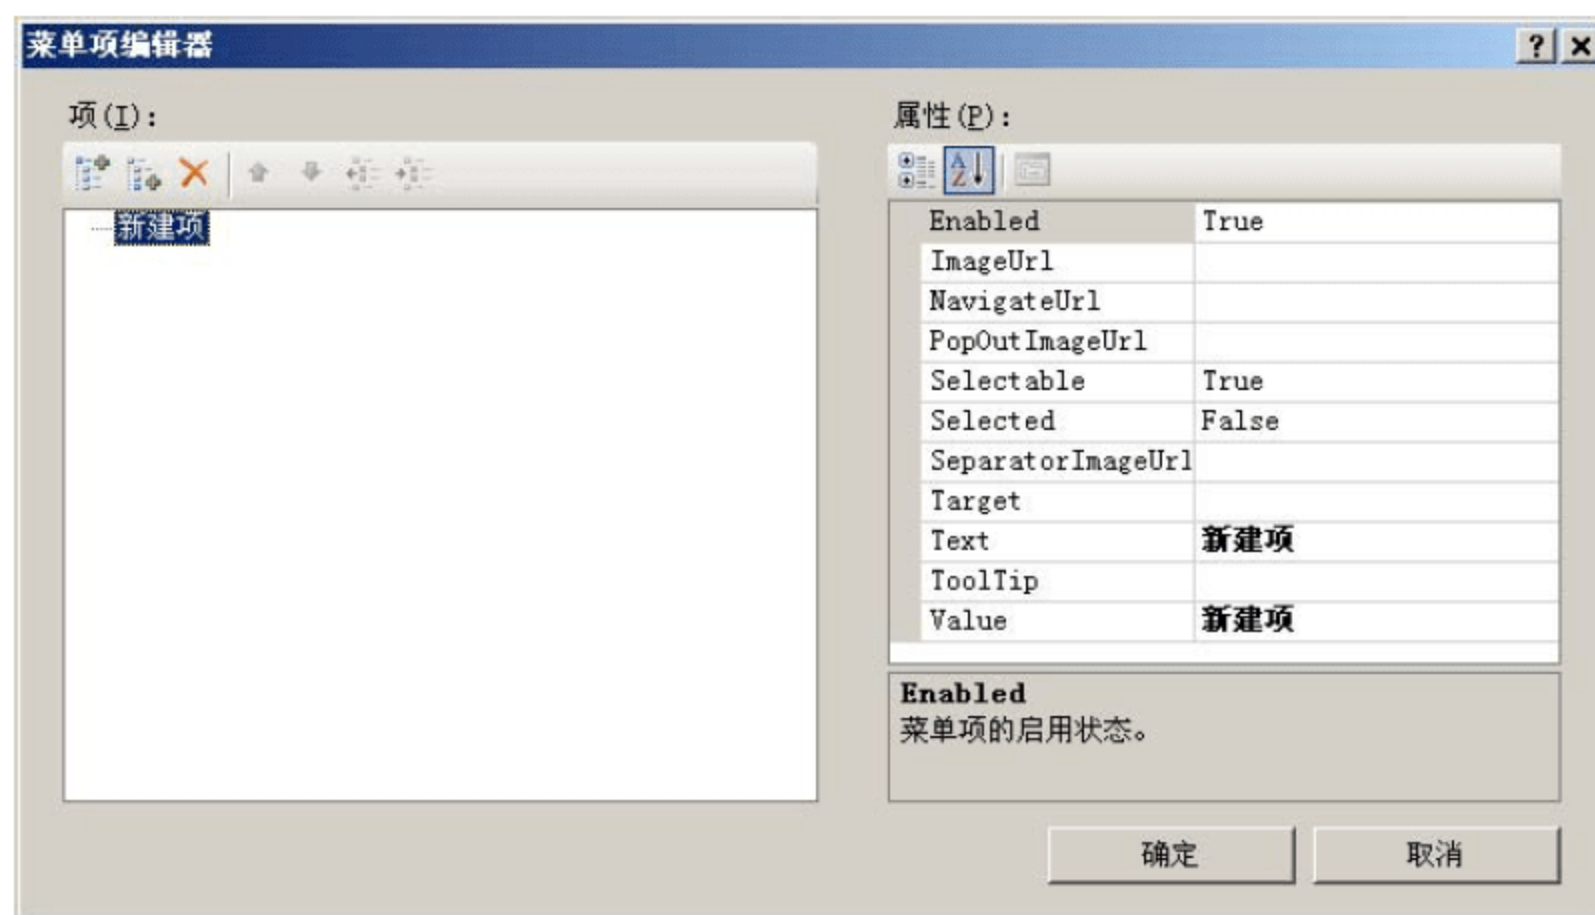 菜单项编辑器
项(I):
属性(P):
新建项
Enabled True
ImageUrl
NavigateUrl
PopOutImageUrl
Selectable True
Selected False
SeparatorImageUrl
Target
Text 新建项
ToolTip
Value 新建项
Enabled
菜单项的启用状态。
确定 取消